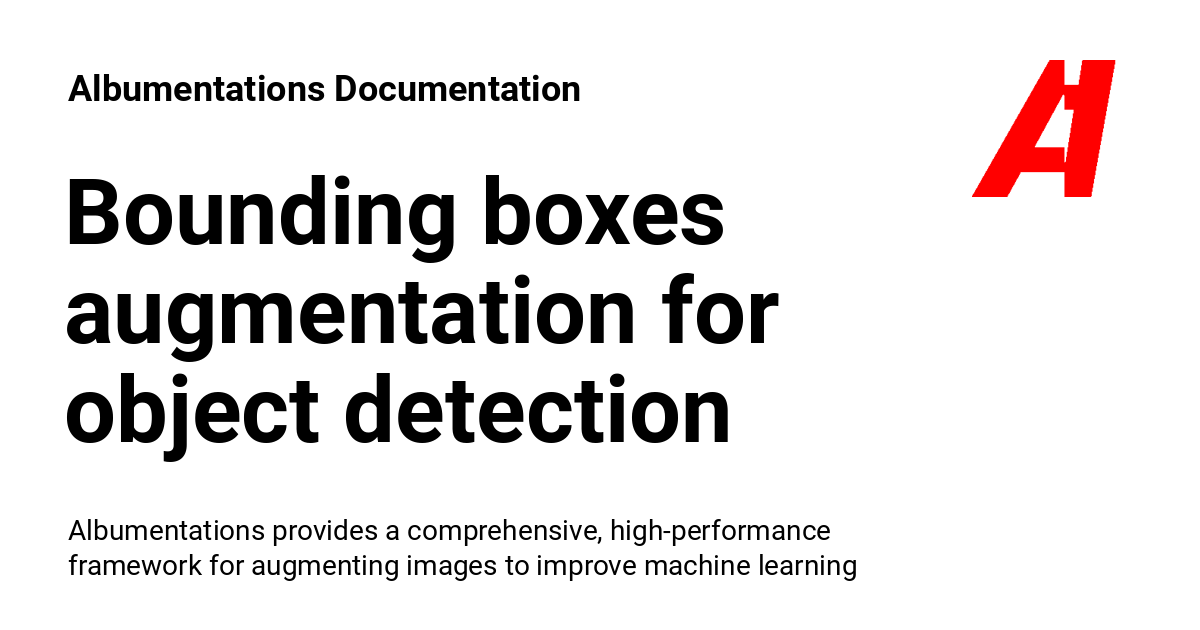 Albumentations Documentation
Bounding boxes
augmentation for
object detection
Albumentations provides a comprehensive, high-performance
framework for augmenting images to improve machine learning